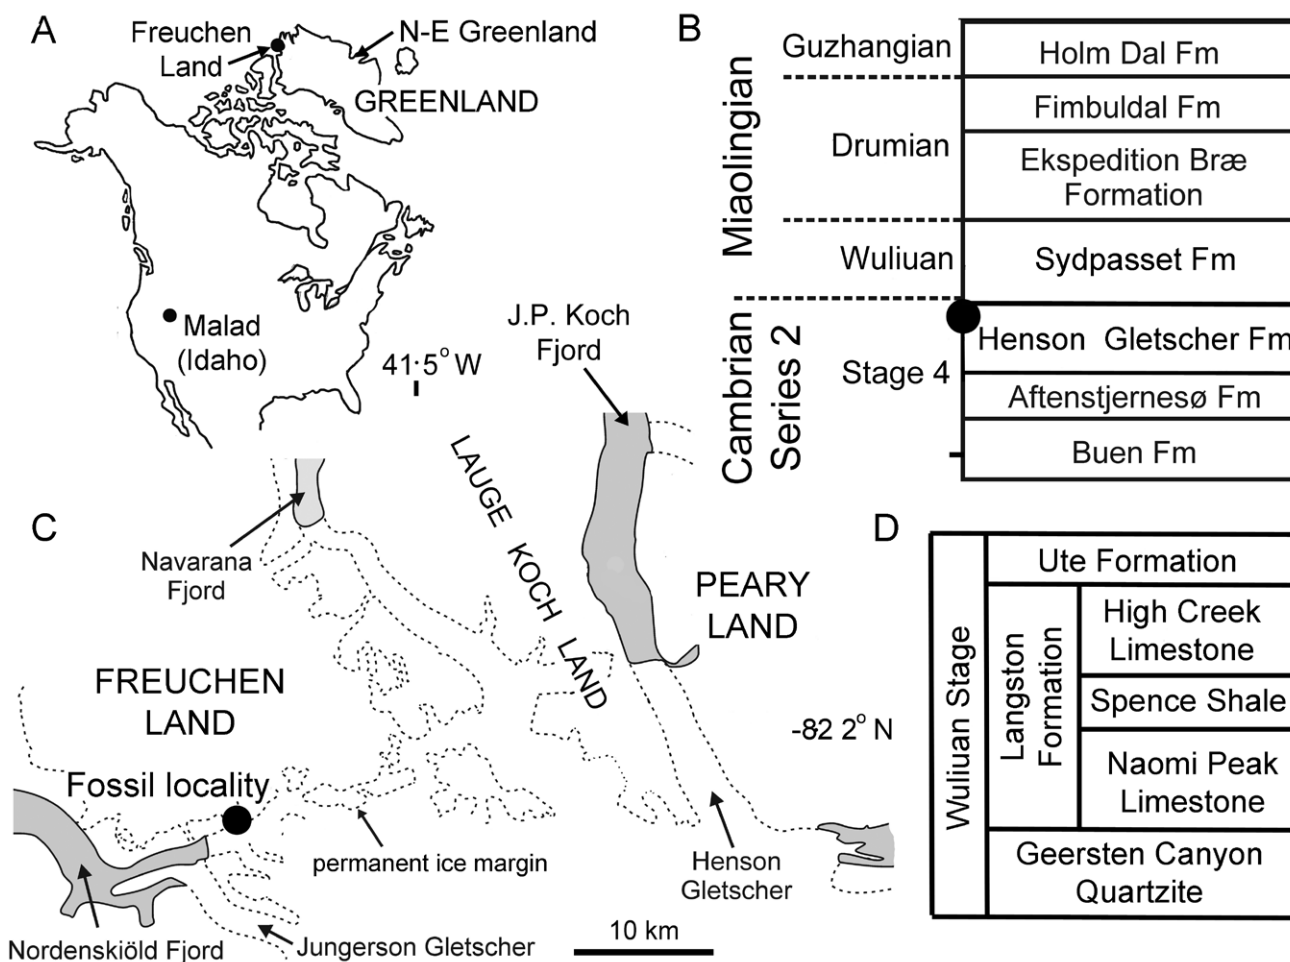 A
Freuchen
Land
N-E Greenland
GREENLAND
Malad
(Idaho)
41·5° W
B
Miaolingian
Cambrian
Series 2
Guzhangian
Drumian
Wuliuan
Stage 4
Holm Dal Fm
Fimbuldal Fm
Ekspedition Bræ
Formation
Sydpasset Fm
Henson Gletscher Fm
Aftenstjernesø Fm
Buen Fm
C
J.P. Koch
Fjord
Navarana
Fjord
LAUGE KOCH LAND
PEARY
LAND
FREUCHEN
LAND
Fossil locality
-82 2° N
permanent ice margin
Henson
Gletscher
Nordenskiöld Fjord
Jungerson Gletscher
10 km
D
Wuliuan Stage
Ute Formation
Langston
Formation
High Creek
Limestone
Spence Shale
Naomi Peak
Limestone
Geersten Canyon
Quartzite